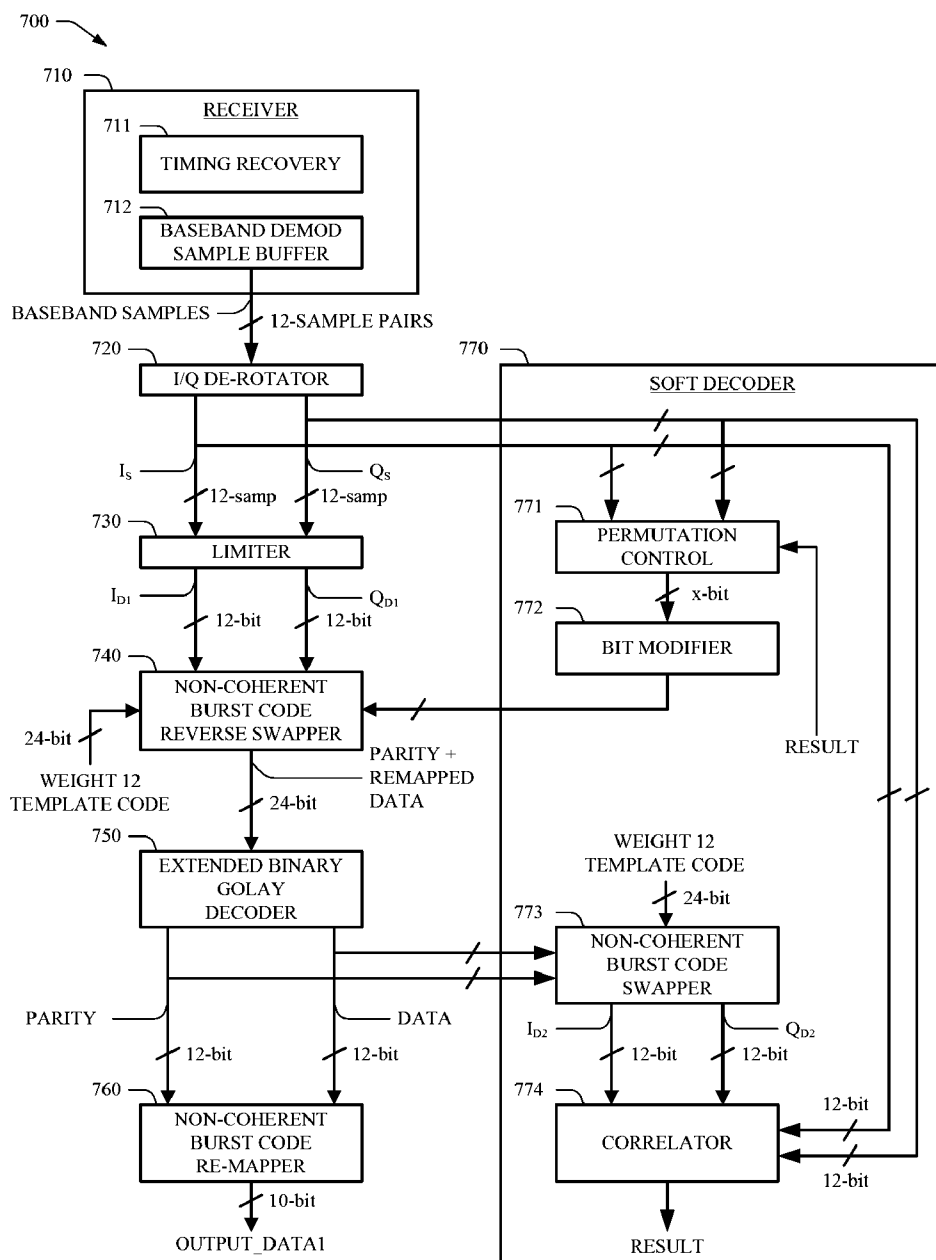 700
710
RECEIVER
711
TIMING RECOVERY
712
BASEBAND DEMOD
SAMPLE BUFFER
BASEBAND SAMPLES
12-SAMPLE PAIRS
720
I/Q DE-ROTATOR
770
SOFT DECODER
IS
QS
12-samp
12-samp
730
LIMITER
771
PERMUTATION
CONTROL
ID1
QD1
12-bit
12-bit
x-bit
772
BIT MODIFIER
740
NON-COHERENT
BURST CODE
REVERSE SWAPPER
24-bit
WEIGHT 12
TEMPLATE CODE
PARITY +
REMAPPED
DATA
24-bit
RESULT
750
EXTENDED BINARY
GOLAY
DECODER
WEIGHT 12
TEMPLATE CODE
24-bit
773
NON-COHERENT
BURST CODE
SWAPPER
PARITY
DATA
ID2
QD2
12-bit
12-bit
12-bit
12-bit
760
NON-COHERENT
BURST CODE
RE-MAPPER
774
CORRELATOR
12-bit
12-bit
10-bit
OUTPUT_DATA1
RESULT